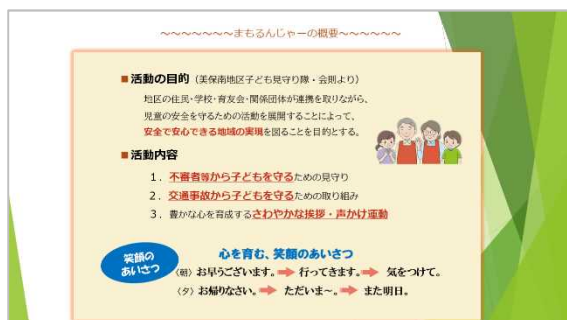 ～～～～～～～まもるんじゃーの概要～～～～～～
■活動の目的（美保南地区子ども見守り隊・会則より）
地区の住民・学校・育友会・関係団体が連携を取りながら、
児童の安全を守るための活動を展開することによって、
安全で安心できる地域の実現を図ることを目的とする。
■活動内容
１．不審者等から子どもを守るための見守り
２．交通事故から子どもを守るための取り組み
３．豊かな心を育成するさわやかな挨拶・声かけ運動
笑顔の
あいさつ
心を育む、笑顔のあいさつ
（朝）お早うございます。➡行ってきます。➡気をつけて。
（夕）お帰りなさい。➡ただいま～。➡また明日。